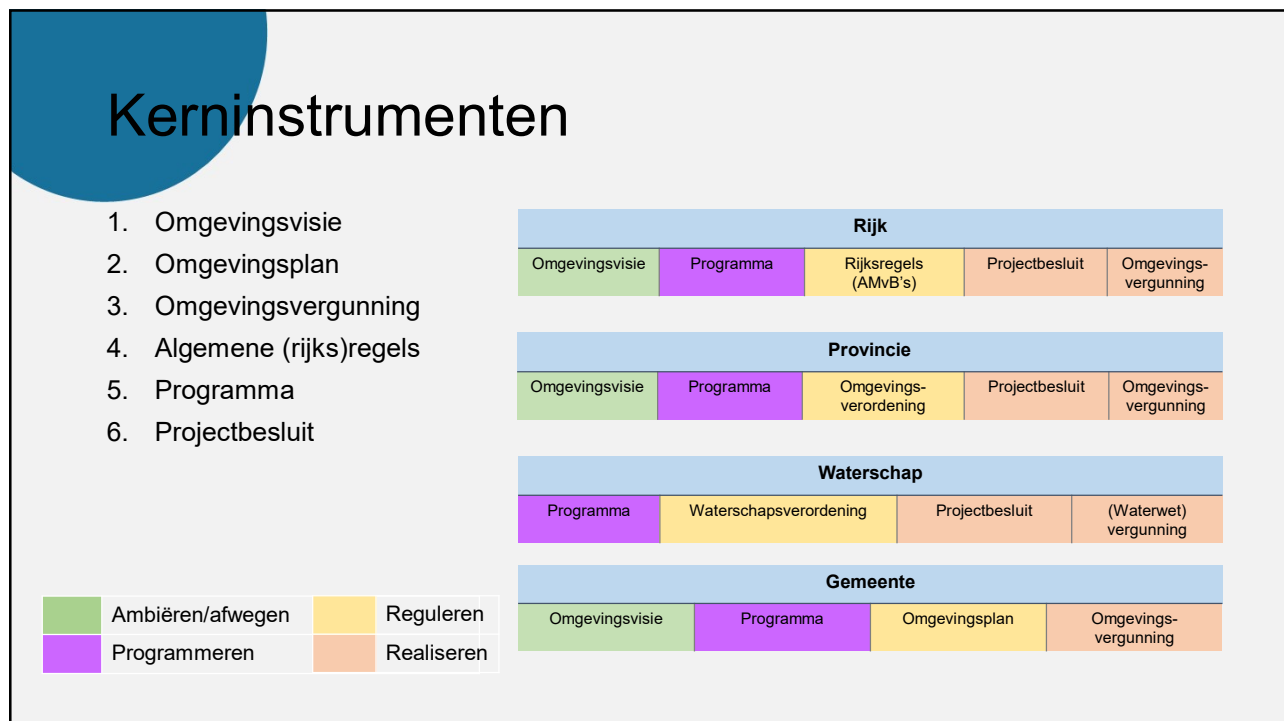 Kerninstrumenten
1. Omgevingsvisie
2. Omgevingsplan
3. Omgevingsvergunning
4. Algemene (rijks)regels
5. Programma
6. Projectbesluit
Rijk
Omgevingsvisie Programma Rijksregels Projectbesluit Omgevings-
(AMvB's) vergunning
Provincie
Omgevingsvisie Programma Omgevings- Projectbesluit Omgevings-
verordening vergunning
Waterschap
Programma Waterschapsverordening Projectbesluit (Waterwet)
vergunning
Gemeente
Omgevingsvisie Programma Omgevingsplan Omgevings-
vergunning
Ambiëren/afwegen Reguleren
Programmeren Realiseren